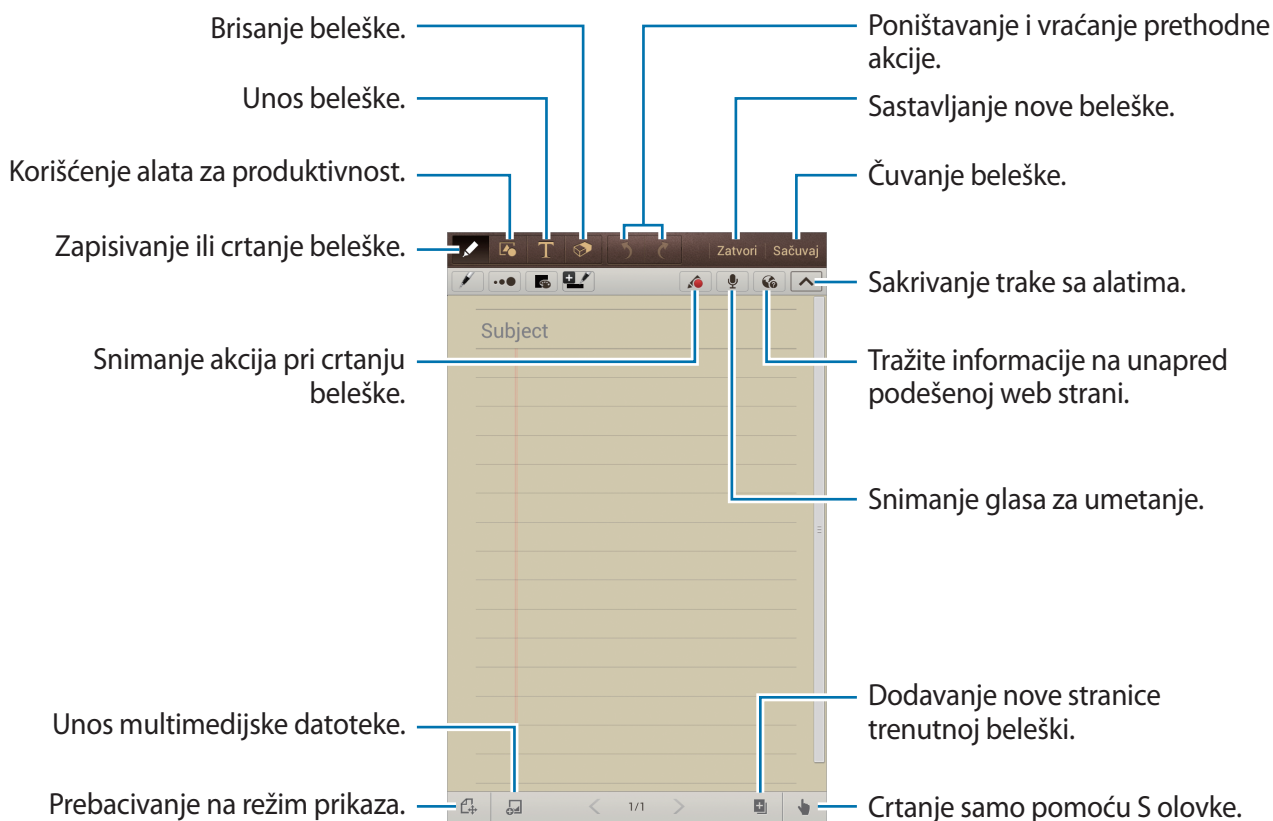 Brisanje beleške.
Unos beleške.
Korišćenje alata za produktivnost.
Zapisivanje ili crtanje beleške.
Snimanje akcija pri crtanju
beleške.
Unos multimedijske datoteke.
Prebacivanje na režim prikaza.
T
Zatvori
Sačuvaj
Subject
1/1
Poništavanje i vraćanje prethodne
akcije.
Sastavljanje nove beleške.
Čuvanje beleške.
Sakrivanje trake sa alatima.
Tražite informacije na unapred
podešenoj web strani.
Snimanje glasa za umetanje.
Dodavanje nove stranice
trenutnoj beleški.
Crtanje samo pomoću S olovke.